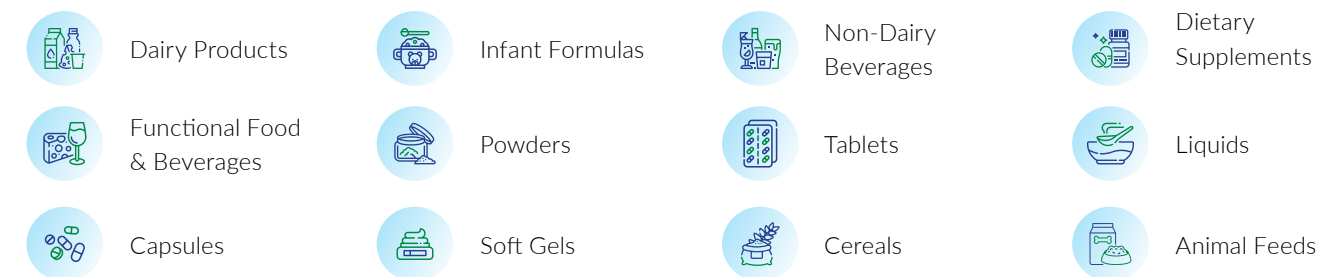 Dairy Products
Infant Formulas
Non-Dairy
Beverages
Dietary
Supplements
Functional Food
& Beverages
Powders
Tablets
Liquids
Capsules
Soft Gels
Cereals
Animal Feeds